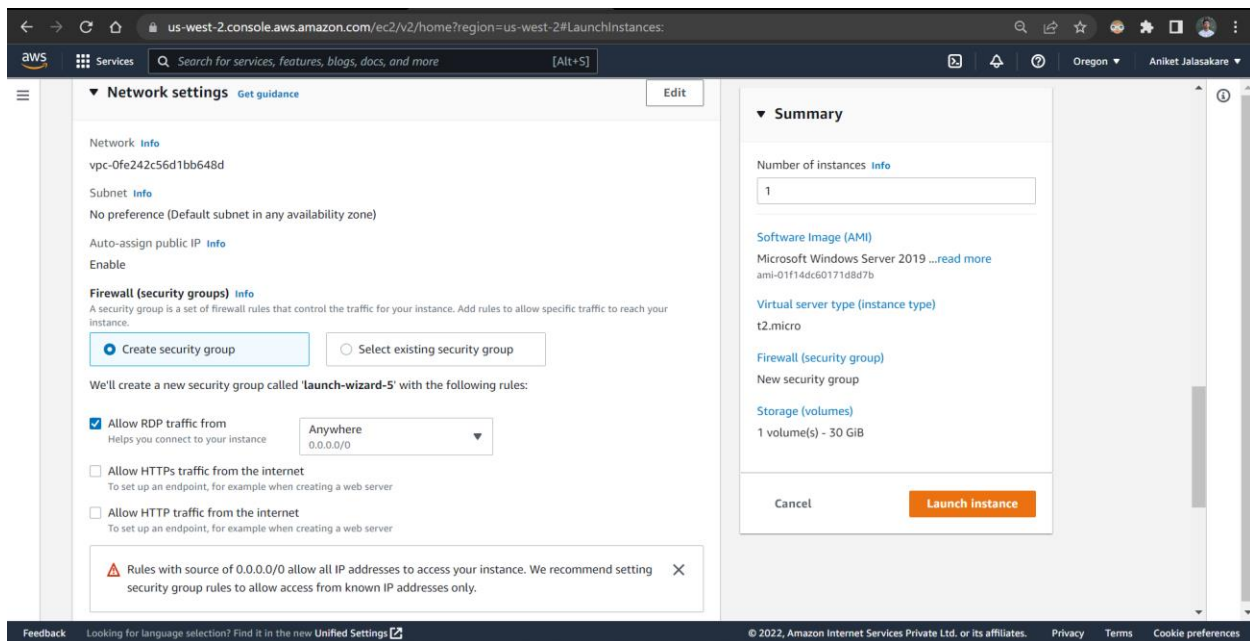 us-west-2.console.aws.amazon.com/ec2/v2/home?region=us-west-2#LaunchInstances:
aws
Services
Search for services, features, blogs, docs, and more
[Alt+S]
Oregon ▼
Aniket Jalasakare ▼
▼ Network settings Get guidance
Edit
Network Info
vpc-0fe242c56d1bb648d
Subnet Info
No preference (Default subnet in any availability zone)
Auto-assign public IP Info
Enable
Firewall (security groups) Info
A security group is a set of firewall rules that control the traffic for your instance. Add rules to allow specific traffic to reach your
instance.
Create security group
Select existing security group
We'll create a new security group called 'launch-wizard-5' with the following rules:
Allow RDP traffic from
Helps you connect to your instance
Anywhere
0.0.0.0/0
Allow HTTPs traffic from the internet
To set up an endpoint, for example when creating a web server
Allow HTTP traffic from the internet
To set up an endpoint, for example when creating a web server
Rules with source of 0.0.0.0/0 allow all IP addresses to access your instance. We recommend setting
security group rules to allow access from known IP addresses only.
▼ Summary
Number of instances Info
1
Software Image (AMI)
Microsoft Windows Server 2019 ...read more
ami-01f14dc60171d8d7b
Virtual server type (instance type)
t2.micro
Firewall (security group)
New security group
Storage (volumes)
1 volume(s) - 30 GiB
Cancel
Launch instance
Feedback
Looking for language selection? Find it in the new Unified Settings
© 2022, Amazon Internet Services Private Ltd. or its affiliates.
Privacy
Terms
Cookie preferences